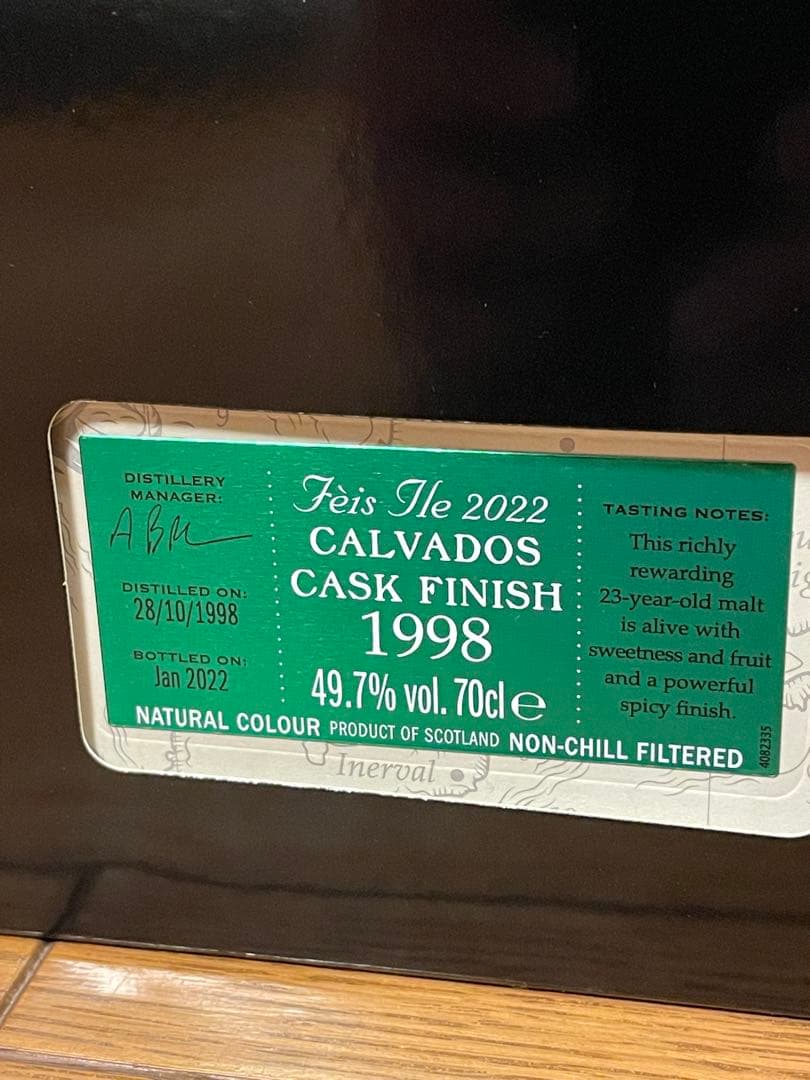 DISTILLERY
MANAGER:
DISTILLED ON:
28/10/1998
BOTTLED ON:
Jan 2022
Fèis Ile 2022
CALVADOS
CASK FINISH
1998
49.7% vol. 70cl e
TASTING NOTES:
This richly
rewarding
23-year-old malt
is alive with
sweetness and fruit
and a powerful
spicy finish.
NATURAL COLOUR PRODUCT OF SCOTLAND NON-CHILL FILTERED
4082335
Inerval